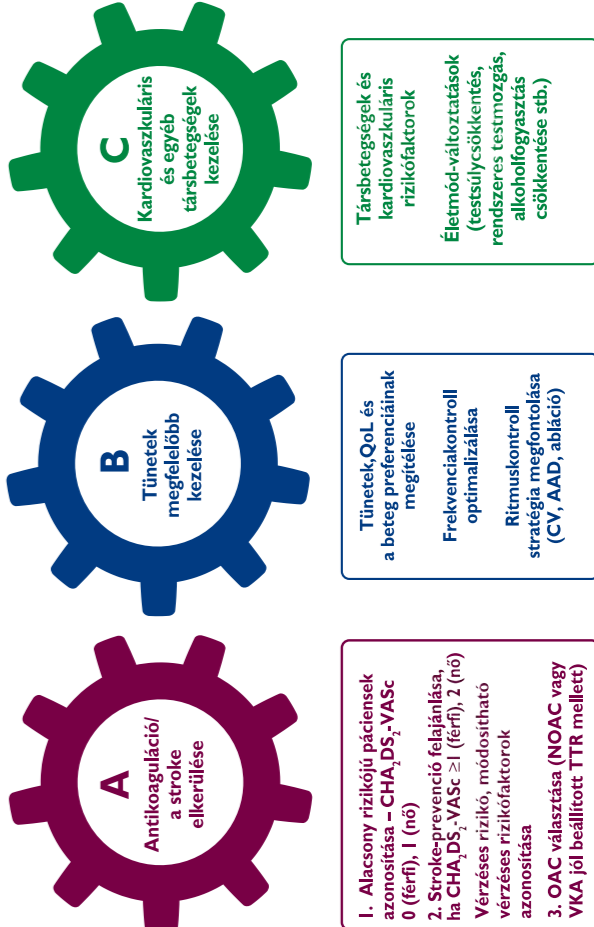 A
Antikoaguláció/
a stroke
elkerülése
1. Alacsony rizikójú páciensek
azonosítása – CHA₂DS₂-VASc
0 (férfi), 1 (nő)
2. Stroke-prevenció felajánlása,
ha CHA₂DS₂-VASc ≥1 (férfi), 2 (nő)
Vérzéses rizikó, módosítható
vérzéses rizikófaktorok
azonosítása
3. OAC választása (NOAC vagy
VKA jól beállított TTR mellett)
B
Tünetek
megfelelőbb
kezelése
Tünetek,QoL és
a beteg preferenciáinak
megítélése
Frekvenciakontroll
optimalizálása
Ritmuskontroll
stratégia megfontolása
(CV, AAD, abláció)
C
Kardiovaszkuláris
és egyéb
társbetegségek
kezelése
Társbetegségek és
kardiovaszkuláris
rizikófaktorok
Életmód-változtatások
(testsúlycsökkentés,
rendszeres testmozgás,
alkoholfogyasztás
csökkentése stb.)